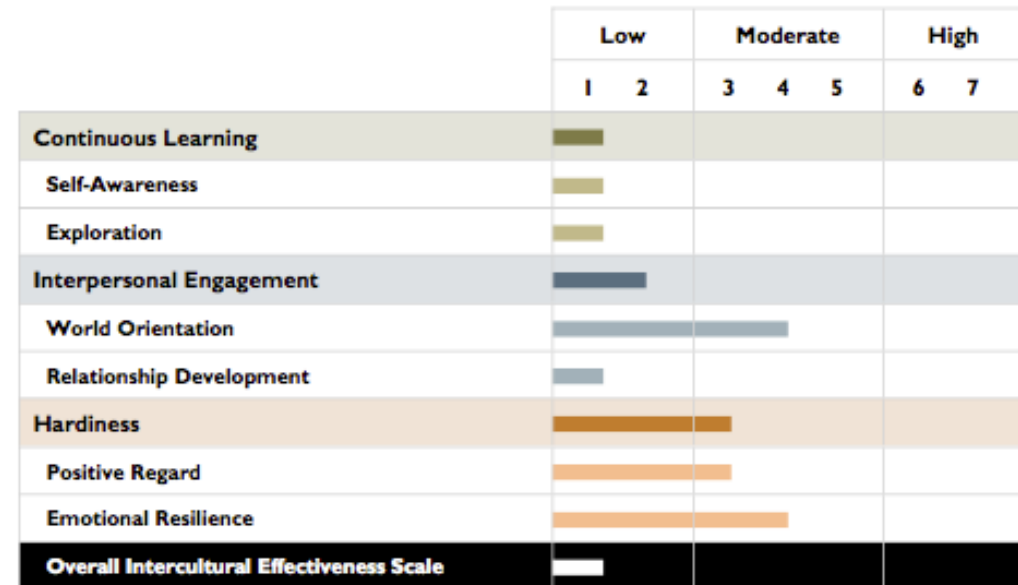 Low Moderate High
1 2 3 4 5 6 7
Continuous Learning
Self-Awareness
Exploration
Interpersonal Engagement
World Orientation
Relationship Development
Hardiness
Positive Regard
Emotional Resilience
Overall Intercultural Effectiveness Scale